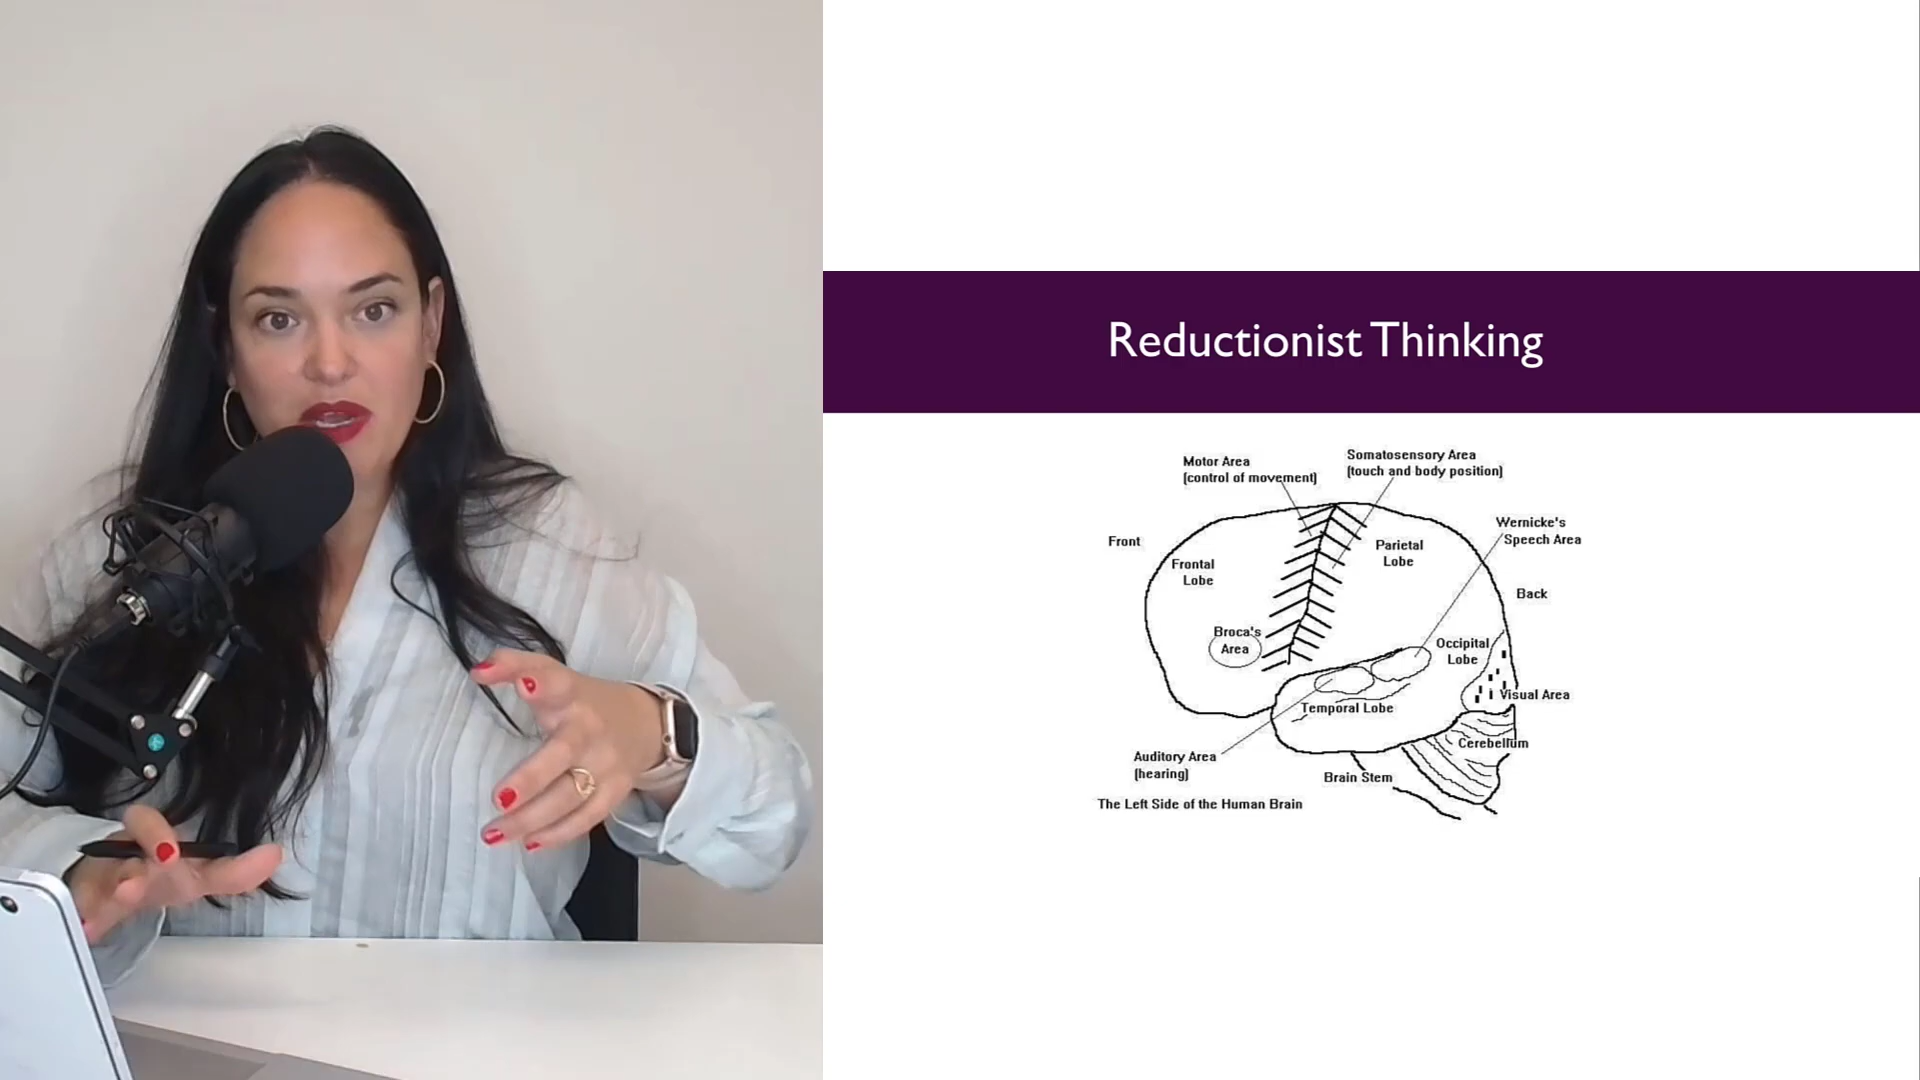 Reductionist Thinking
Motor Area
(control of movement)
Somatosensory Area
(touch and body position)
Wernicke's
Speech Area
Front
Parietal
Lobe
Frontal
Lobe
Back
Broca's
Area
Occipital
Lobe
Visual Area
Temporal Lobe
Cerebellum
Auditory Area
(hearing)
Brain Stem
The Left Side of the Human Brain